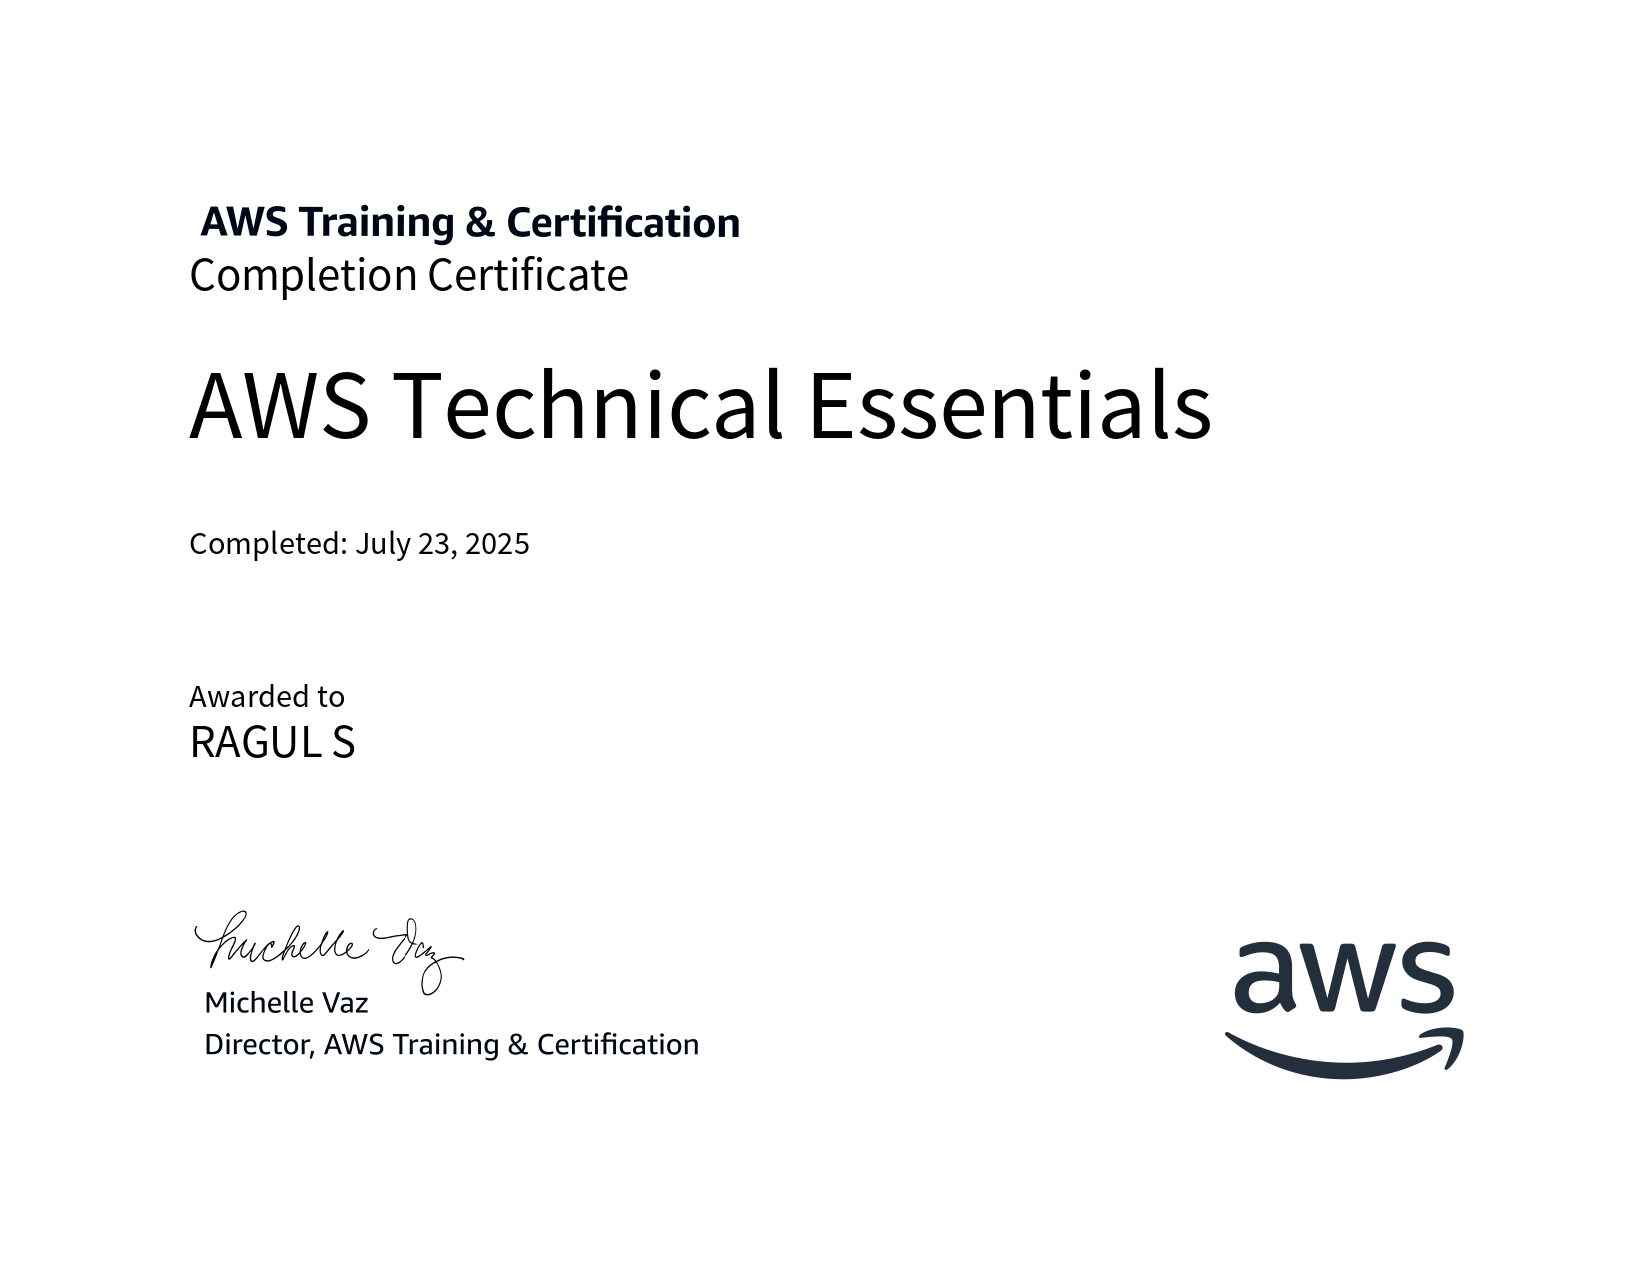 AWS Training & Certification
Completion Certificate
AWS Technical Essentials
Completed: July 23, 2025
Awarded to
RAGUL S
Michelle Vaz
Michelle Vaz
Director, AWS Training & Certification
aws